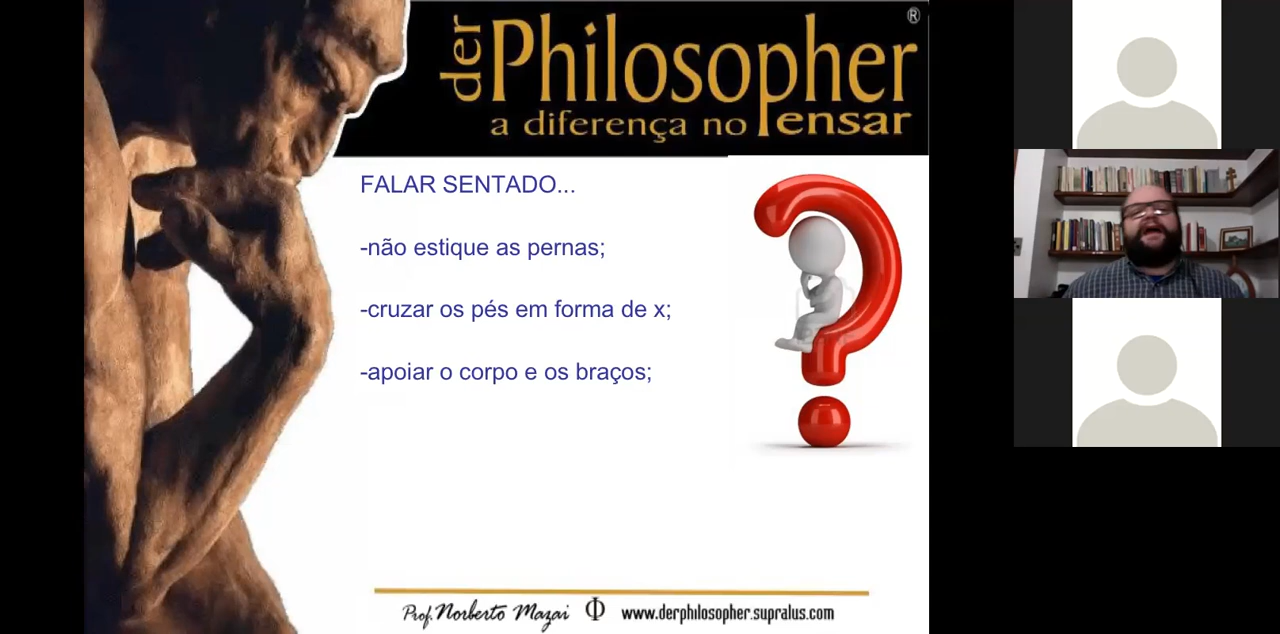 der Philosopher ®
a diferença no Pensar
FALAR SENTADO...
-não estique as pernas;
-cruzar os pés em forma de x;
-apoiar o corpo e os braços;
Prof. Norberto Mazai Φ www.derphilosopher.supralus.com